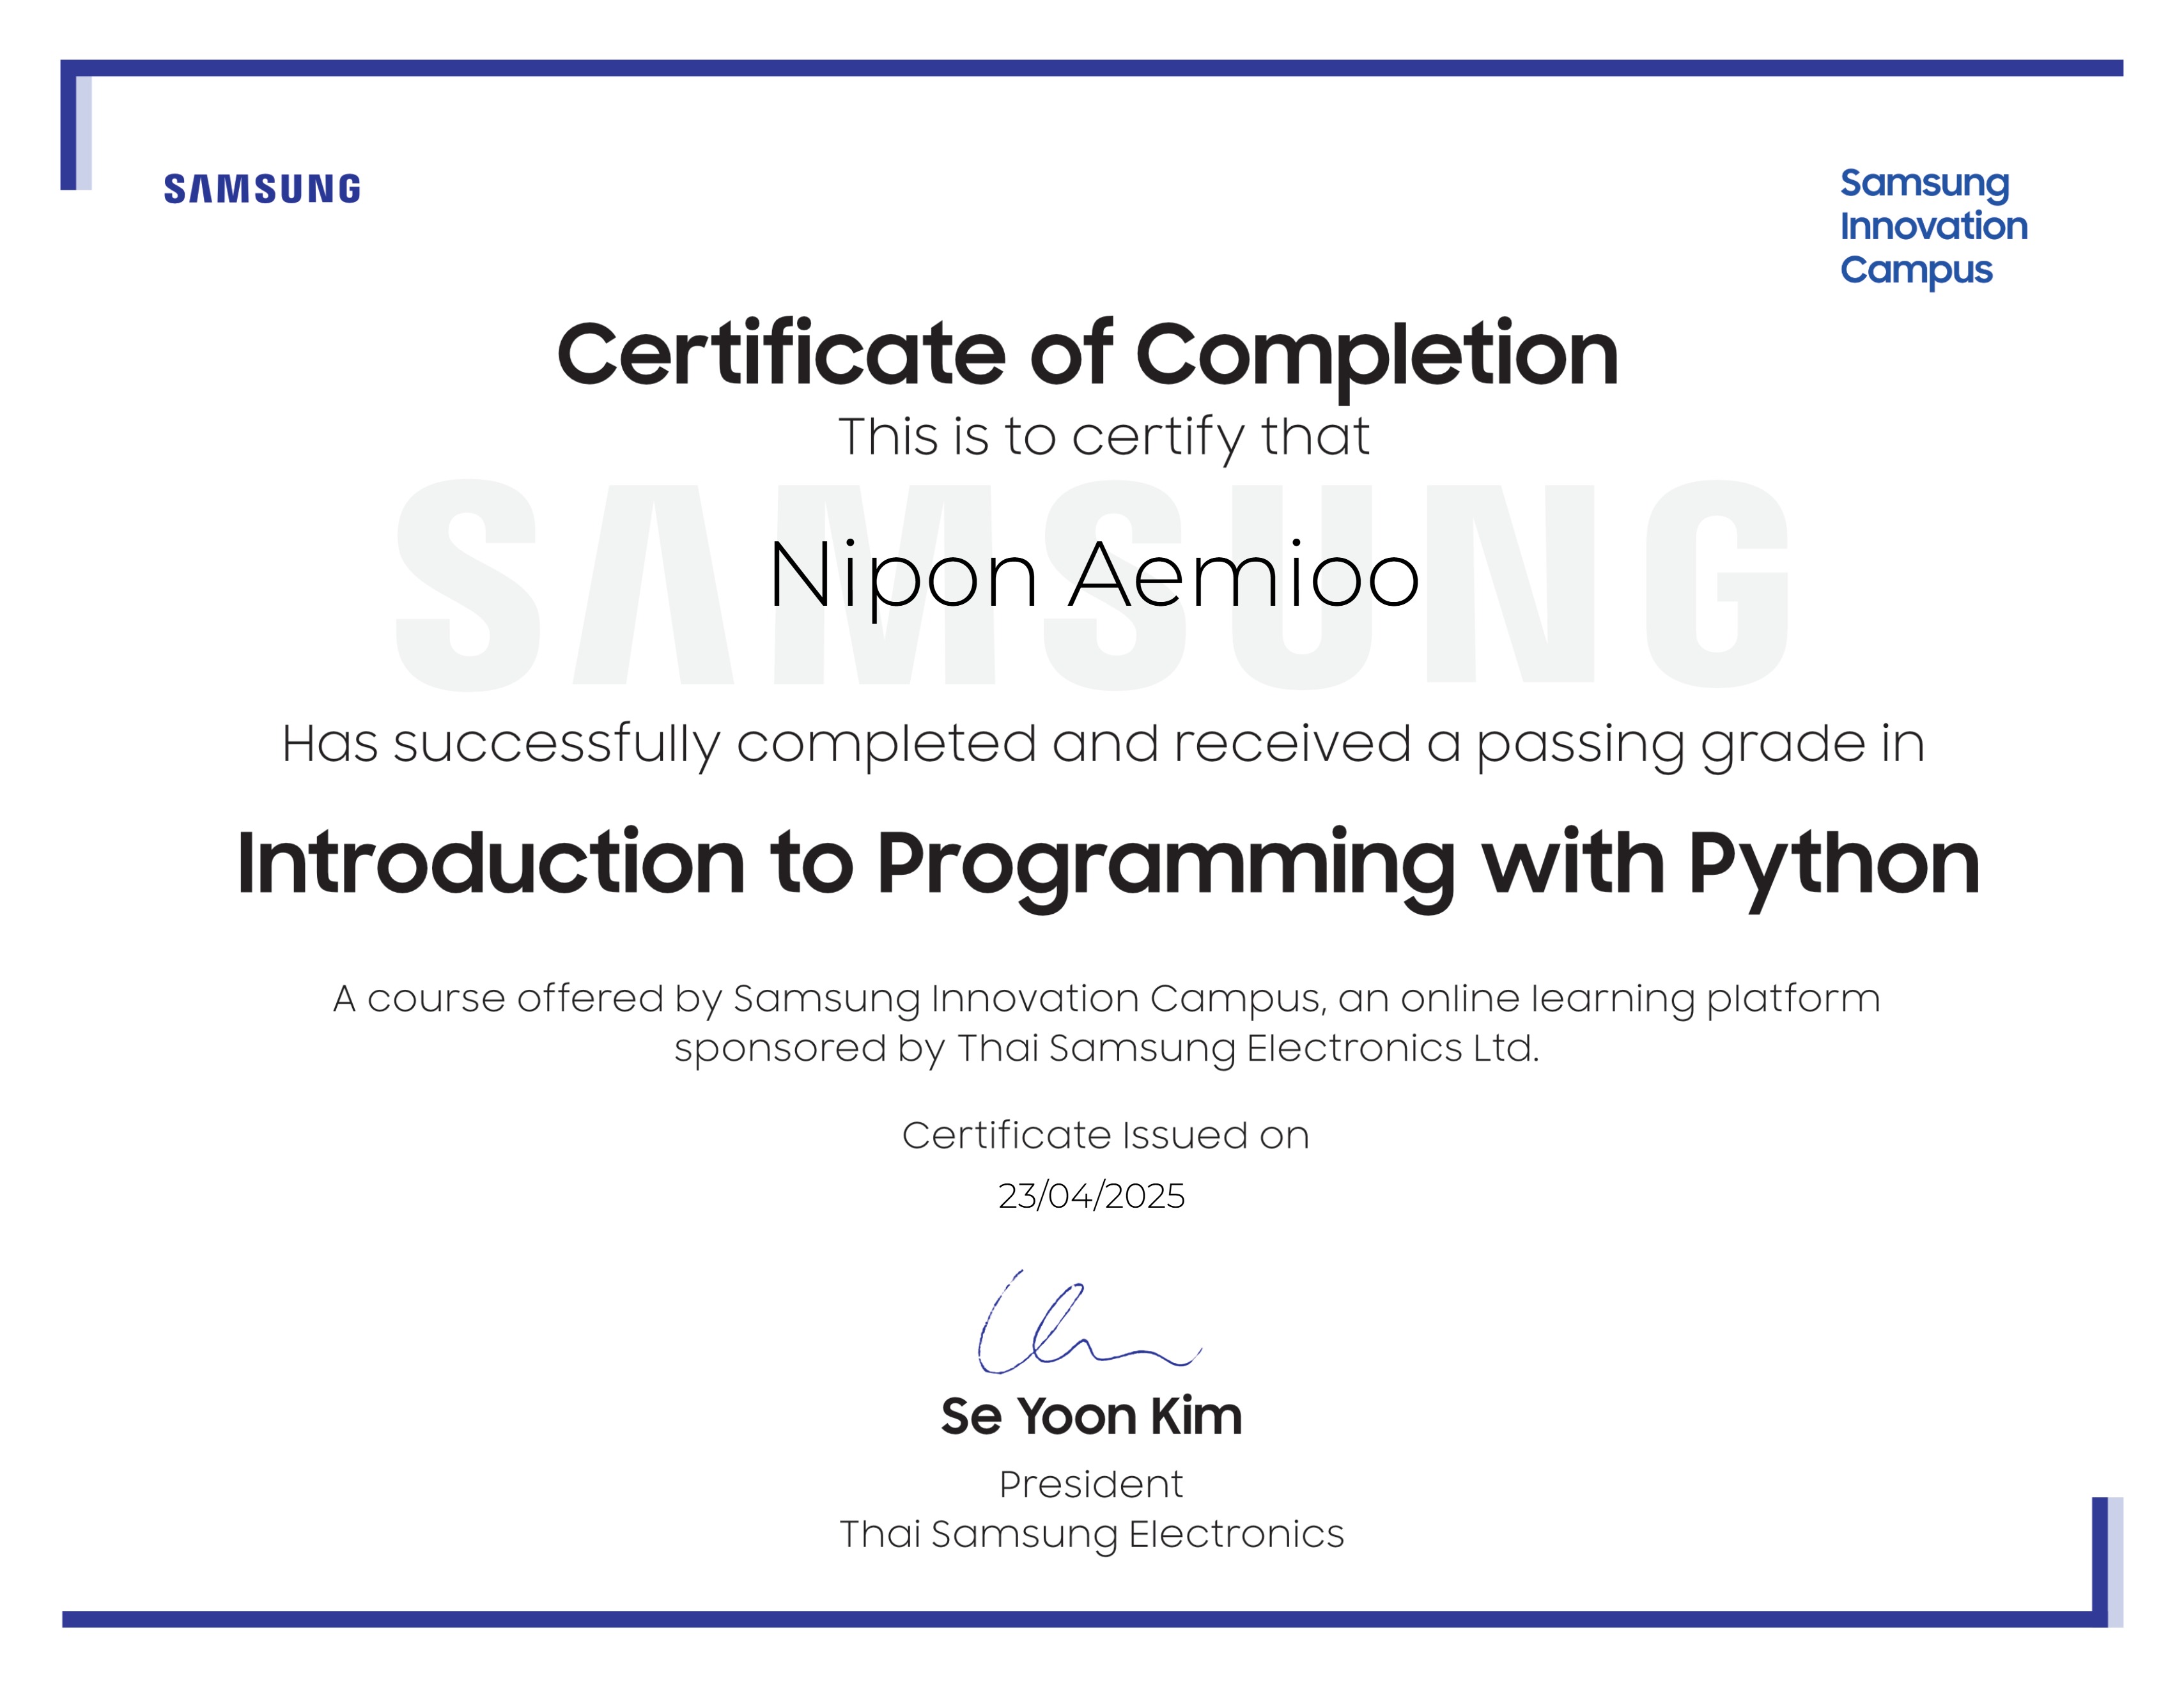 SAMSUNG
Samsung
Innovation
Campus
Certificate of Completion
This is to certify that
SAMSUNG
Nipon Aemioo
Has successfully completed and received a passing grade in
Introduction to Programming with Python
A course offered by Samsung Innovation Campus, an online learning platform
sponsored by Thai Samsung Electronics Ltd.
Certificate Issued on
23/04/2025
Se Yoon Kim
President
Thai Samsung Electronics